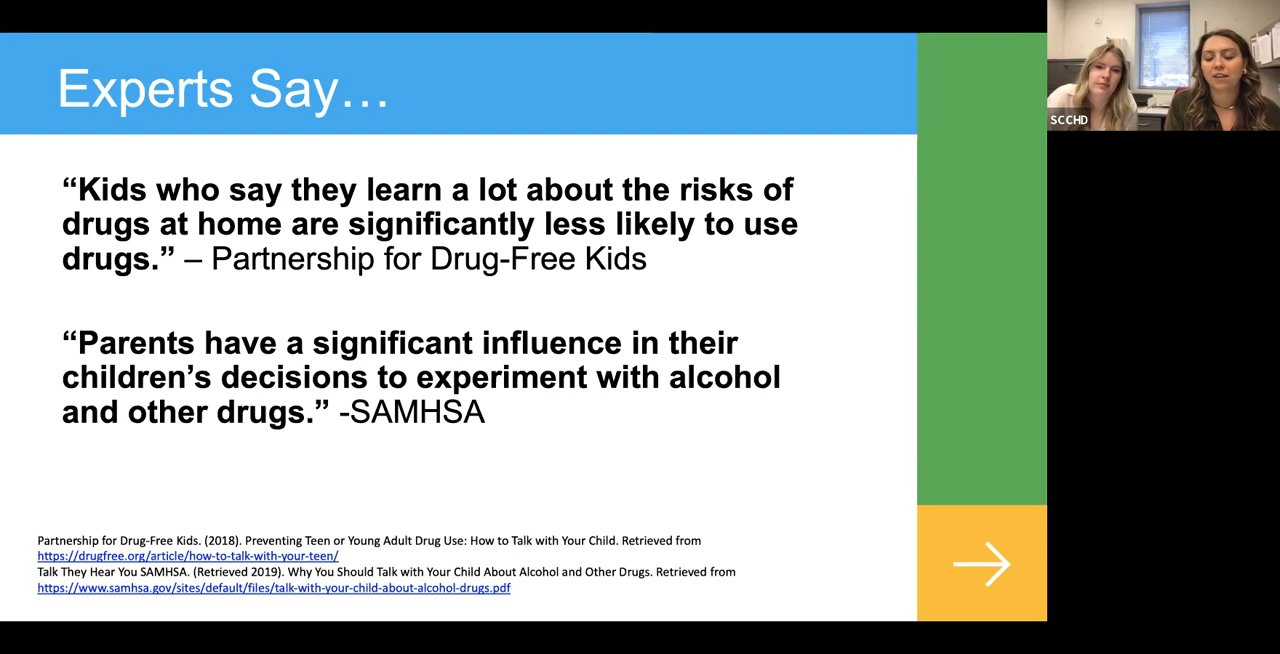 Experts Say…
“Kids who say they learn a lot about the risks of
drugs at home are significantly less likely to use
drugs.” – Partnership for Drug-Free Kids
“Parents have a significant influence in their
children’s decisions to experiment with alcohol
and other drugs.” -SAMHSA
Partnership for Drug-Free Kids. (2018). Preventing Teen or Young Adult Drug Use: How to Talk with Your Child. Retrieved from
https://drugfree.org/article/how-to-talk-with-your-teen/
Talk They Hear You SAMHSA. (Retrieved 2019). Why You Should Talk with Your Child About Alcohol and Other Drugs. Retrieved from
https://www.samhsa.gov/sites/default/files/talk-with-your-child-about-alcohol-drugs.pdf
SCCHD